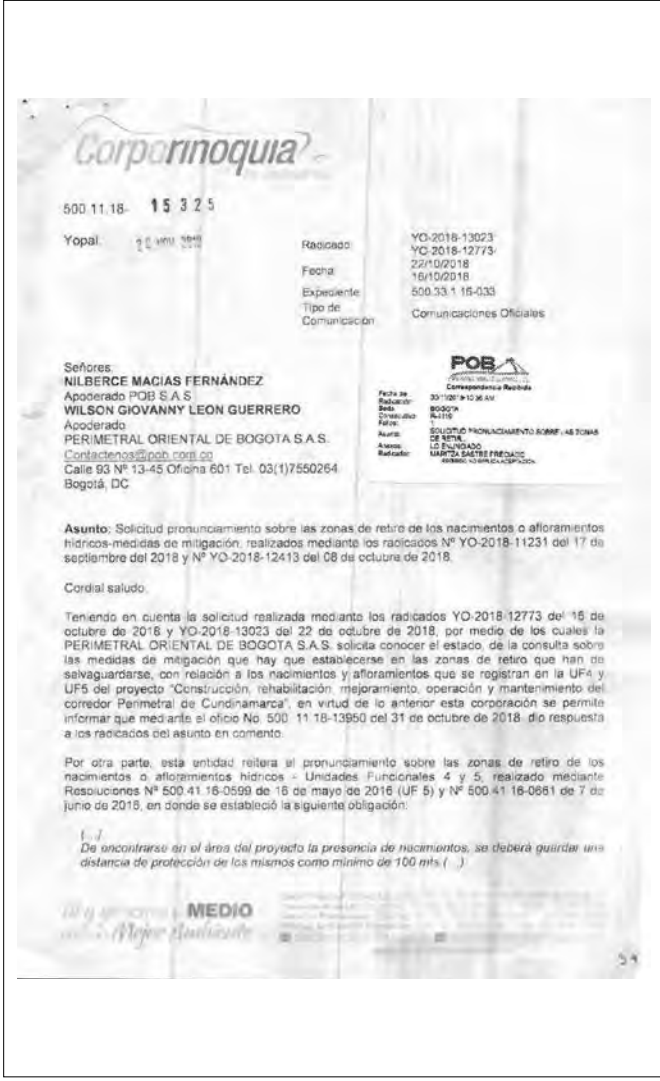 Corporinoquia
500.11.18- 15325
Yopal,
Radicado YO-2018-13023
YO-2018-12773
Fecha 22/10/2018
16/10/2018
Expediente 500.33.1.16-033
Tipo de Comunicación Comunicaciones Oficiales
Señores:
NILBERCE MACIAS FERNÁNDEZ
Apoderado POB S.A.S
WILSON GIOVANNY LEON GUERRERO
Apoderado
PERIMETRAL ORIENTAL DE BOGOTA S.A.S.
Contactenos@pob.com.co
Calle 93 Nº 13-45 Oficina 601 Tel. 03(1)7550264
Bogotá, DC
POB
Correspondencia Recibida
Fecha de Radicación:
Sede BOGOTA
Consecutivo
Folios: 1
Asunto: SOLICITUD PRONUNCIAMIENTO SOBRE LAS ZONAS
DE RETIR..
Anexos LO ENUNCIADO
Radicador MARITZA SASTRE PRECIADO
Asunto: Solicitud pronunciamiento sobre las zonas de retiro de los nacimientos o afloramientos
hídricos-medidas de mitigación, realizados mediante los radicados Nº YO-2018-11231 del 17 de
septiembre del 2018 y Nº YO-2018-12413 del 08 de octubre de 2018.
Cordial saludo,
Teniendo en cuenta la solicitud realizada mediante los radicados YO-2018-12773 del 16 de
octubre de 2018 y YO-2018-13023 del 22 de octubre de 2018, por medio de los cuales la
PERIMETRAL ORIENTAL DE BOGOTA S.A.S. solicita conocer el estado, de la consulta sobre
las medidas de mitigación que hay que establecerse en las zonas de retiro que han de
salvaguardarse, con relación a los nacimientos y afloramientos que se registran en la UF4 y
UF5 del proyecto "Construcción, rehabilitación, mejoramiento, operación y mantenimiento del
corredor Perimetral de Cundinamarca", en virtud de lo anterior esta corporación se permite
informar que mediante el oficio No. 500. 11.18-13950 del 31 de octubre de 2018, dio respuesta
a los radicados del asunto en comento.
Por otra parte, esta entidad reitera el pronunciamiento sobre las zonas de retiro de los
nacimientos o afloramientos hídricos - Unidades Funcionales 4 y 5, realizado mediante
Resoluciones Nº 500.41.16-0599 de 16 de mayo de 2016 (UF 5) y Nº 500.41.16-0661 de 7 de
junio de 2016, en donde se estableció la siguiente obligación:
(...)
De encontrarse en el área del proyecto la presencia de nacimientos, se deberá guardar una
distancia de protección de los mismos como mínimo de 100 mts (...)
MEDIO
Mejor Ambiente